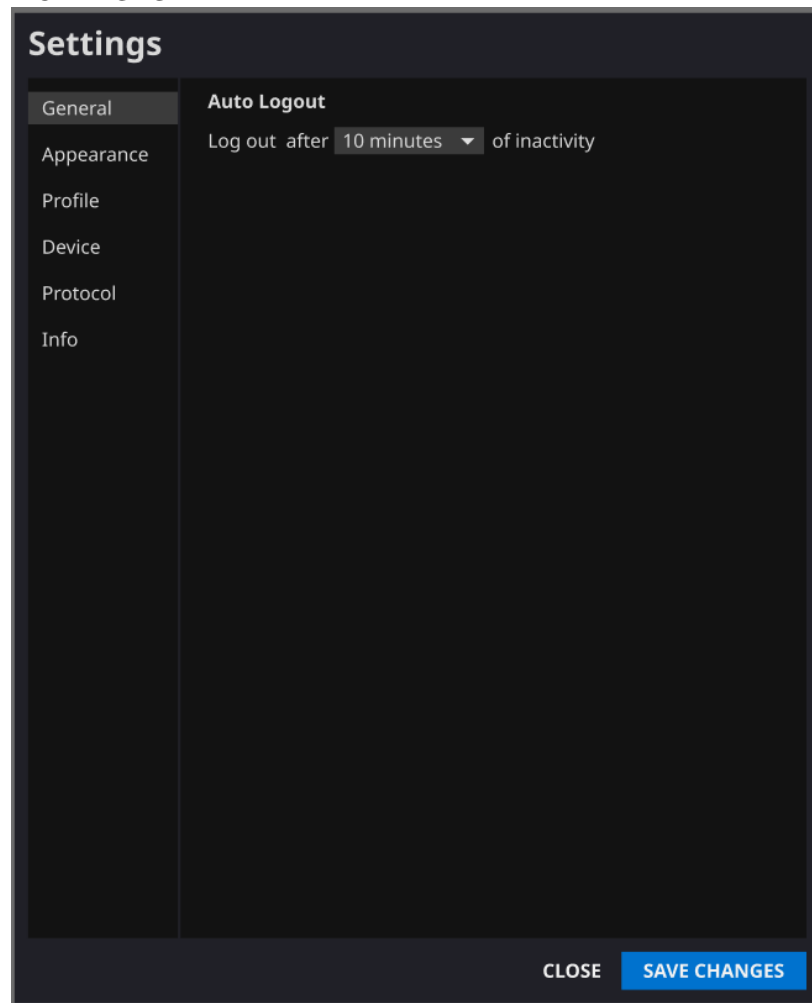 Settings
General
Appearance
Profile
Device
Protocol
Info
Auto Logout
Log out after 10 minutes of inactivity
CLOSE
SAVE CHANGES